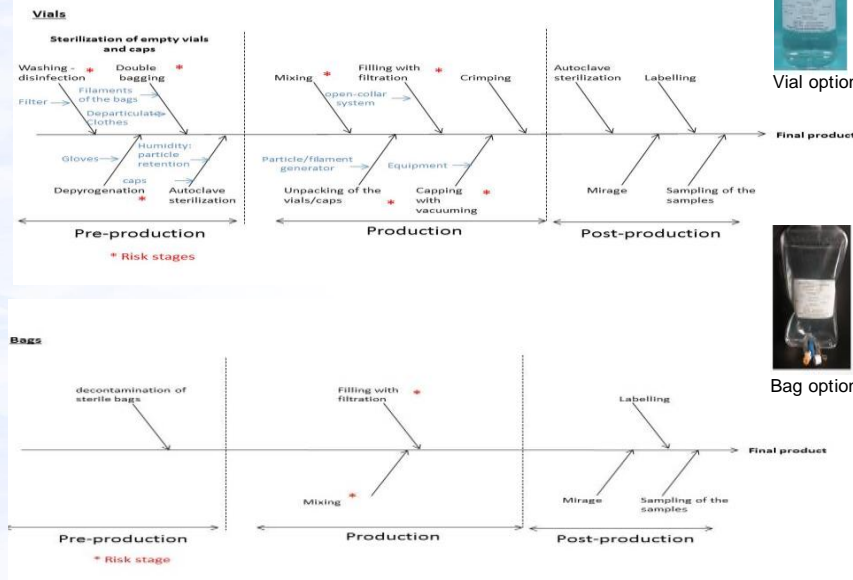 Vials
Sterilization of empty vials
and caps
Washing -
disinfection *
Double
bagging *
Filter
Filaments
of the bags
Departiculate
Clothes
Gloves
Humidity:
particle
retention
caps
Depyrogenation
*
Autoclave
sterilization
Pre-production
* Risk stages
Mixing *
Filling with
filtration *
Crimping
open-collar
system
Particle/filament
generator
Equipment
Unpacking of the
vials/caps *
Capping
with
vacuuming *
Production
Autoclave
sterilization
Labelling
Mirage
Sampling of the
samples
Post-production
Final product
Vial option
Bags
decontamination of
sterile bags
Pre-production
* Risk stage
Filling with
filtration *
Mixing *
Production
Labelling
Mirage
Sampling of the
samples
Post-production
Final product
Bag option